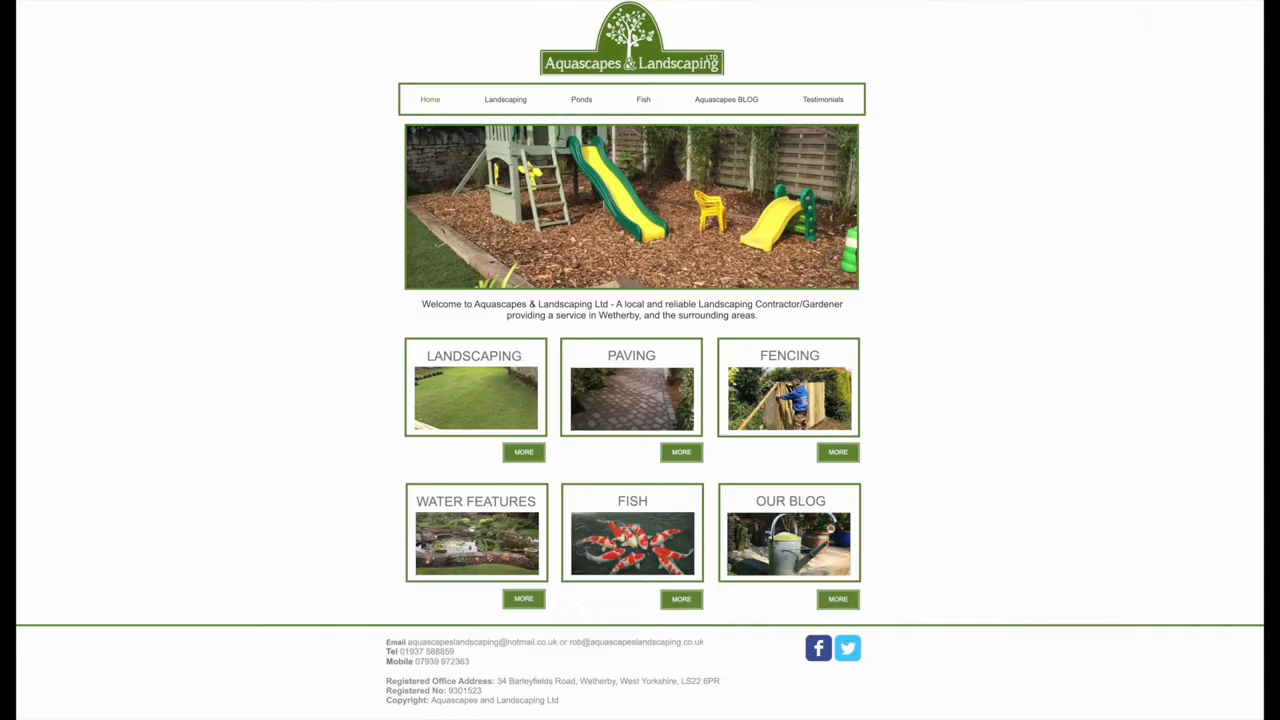 Aquascapes & Landscaping LTD
Home Landscaping Ponds Fish Aquascapes BLOG Testimonials
Welcome to Aquascapes & Landscaping Ltd - A local and reliable Landscaping Contractor/Gardener
providing a service in Wetherby, and the surrounding areas.
LANDSCAPING PAVING FENCING
MORE MORE MORE
WATER FEATURES FISH OUR BLOG
MORE MORE MORE
Email aquascapeslandscaping@hotmail.co.uk or rob@aquascapeslandscaping.co.uk
Tel 01937 588859
Mobile 07939 972363
Registered Office Address: 34 Barleyfields Road, Wetherby, West Yorkshire, LS22 6PR
Registered No: 9301523
Copyright: Aquascapes and Landscaping Ltd